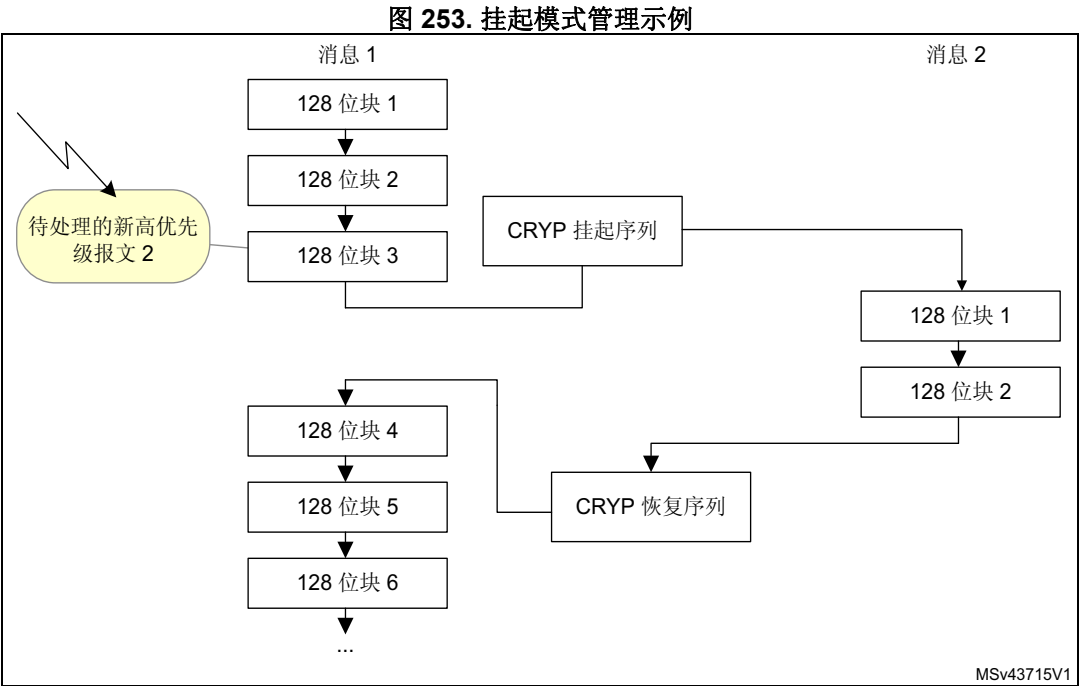 图 253. 挂起模式管理示例
消息 1
消息 2
128 位块 1
128 位块 2
待处理的新高优先
级报文 2
128 位块 3
CRYP 挂起序列
128 位块 1
128 位块 2
CRYP 恢复序列
128 位块 4
128 位块 5
128 位块 6
...
MSv43715V1